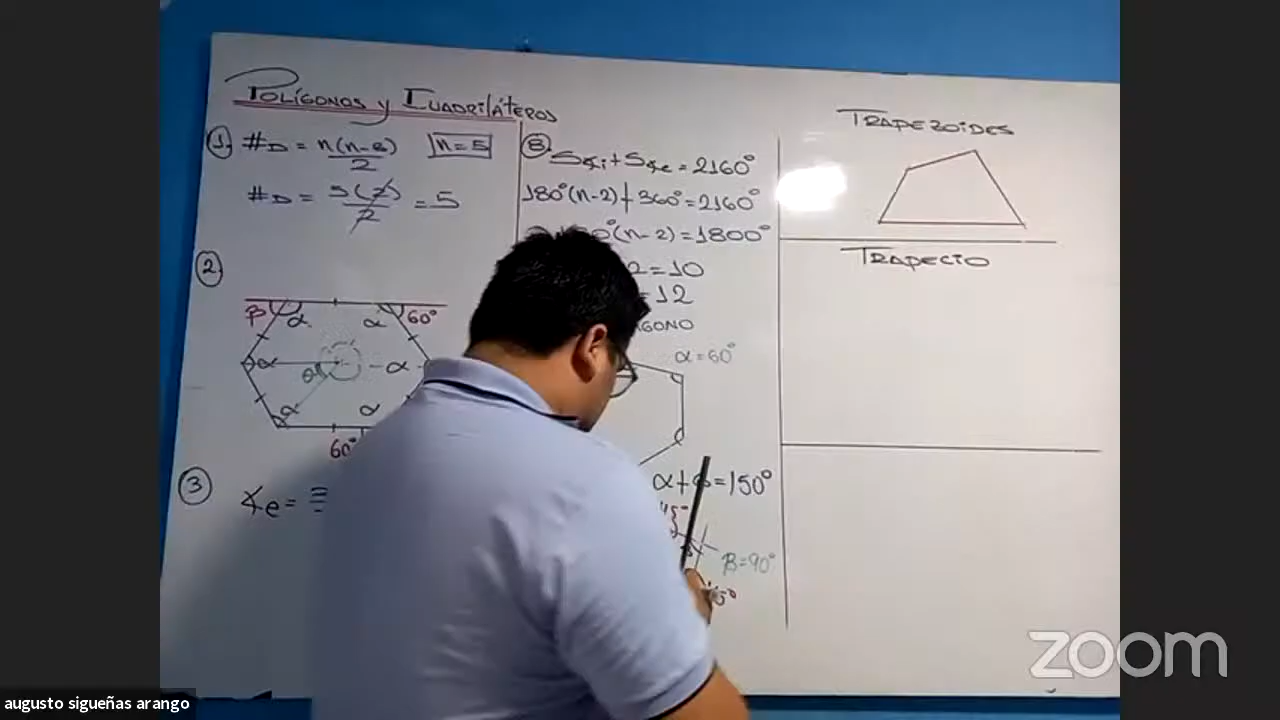 POLÍGONOS y CUADRILÁTEROS
1. #D = n(n-3)/2 n=5
#D = 5(2)/2 = 5
2
β α α 60°
α θ α
α α
60°
3 ∡e =
S∡i + S∡e = 2160°
180°(n-2) + 360° = 2160°
°(n-2) = 1800°
2 = 10
= 12
GONO
α = 60°
= 150°
45°
β = 90°
TRAPEZOIDES
TRAPECIO
zoom
augusto sigueñas arango